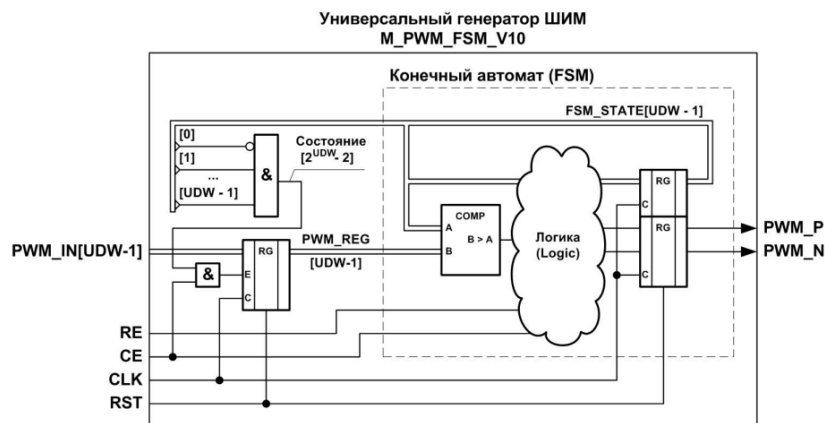 Универсальный генератор ШИМ
M_PWM_FSM_V10
Конечный автомат (FSM)
FSM_STATE[UDW - 1]
[0]
[1]
...
[UDW - 1]
&
Состояние
[2^UDW - 2]
PWM_IN[UDW-1]
&
RG
E
C
PWM_REG
[UDW-1]
COMP
A
B
B > A
Логика
(Logic)
RG
C
RG
C
PWM_P
PWM_N
RE
CE
CLK
RST